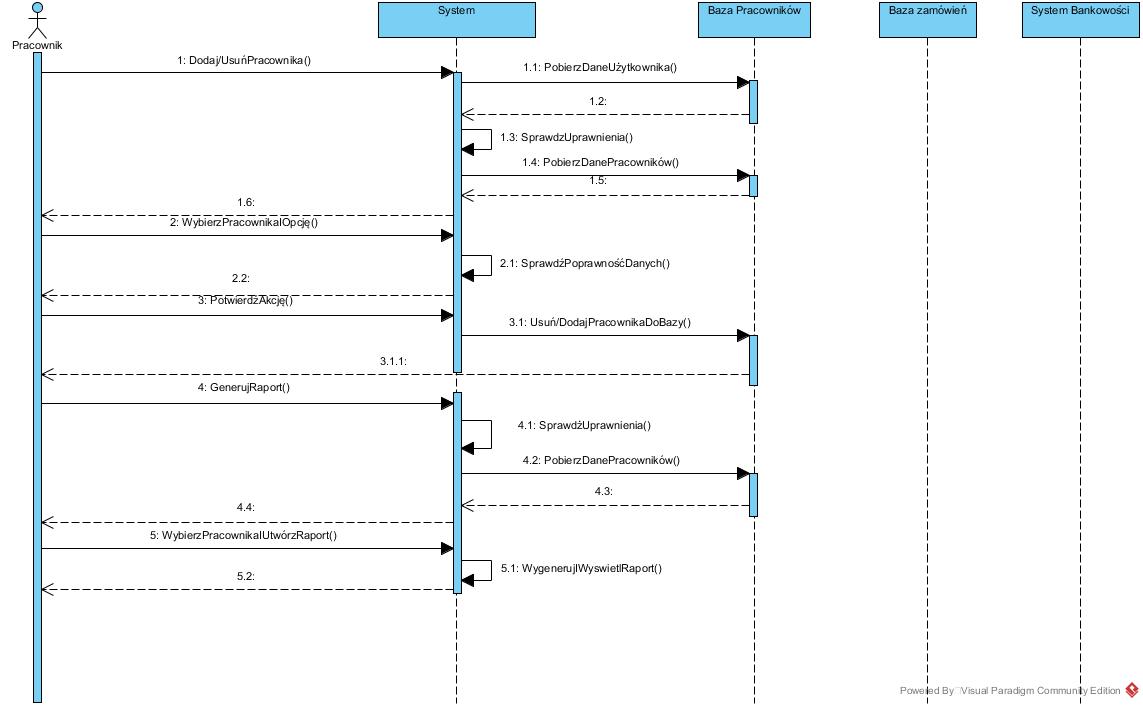 System
Baza Pracowników
Baza zamówień
System Bankowości
Pracownik
1: Dodaj/UsuńPracownika()
1.1: PobierzDaneUżytkownika()
1.2:
1.3: SprawdzUprawnienia()
1.4: PobierzDanePracowników()
1.5:
1.6:
2: WybierzPracownikaIOpcję()
2.1: SprawdźPoprawnośćDanych()
2.2:
3: PotwierdźAkcję()
3.1: Usuń/DodajPracownikaDoBazy()
3.1.1:
4: GenerujRaport()
4.1: SprawdźUprawnienia()
4.2: PobierzDanePracowników()
4.3:
4.4:
5: WybierzPracownikaIUtwórzRaport()
5.1: WygenerujIWyswietlRaport()
5.2:
Powered By Visual Paradigm Community Edition